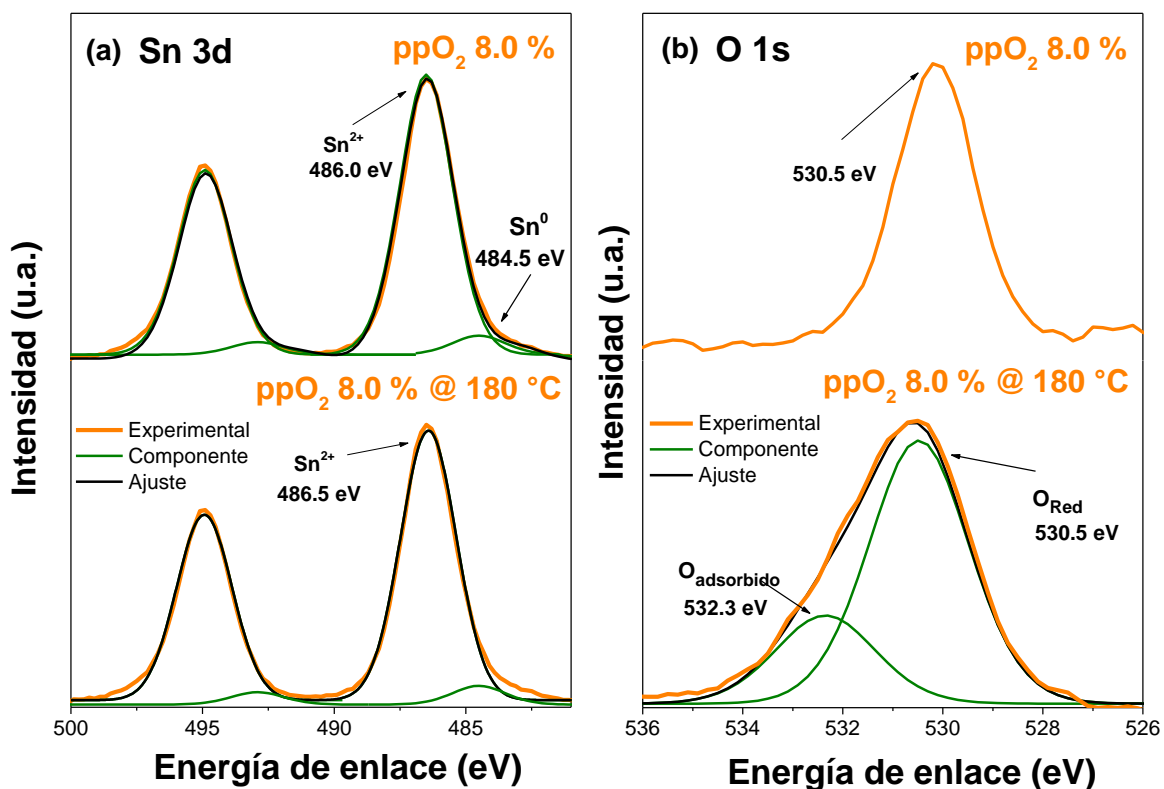 (a) Sn 3d
ppO₂ 8.0 %
Sn²⁺
486.0 eV
Sn⁰
484.5 eV
ppO₂ 8.0 % @ 180 °C
Experimental
Componente
Ajuste
Sn²⁺
486.5 eV
500 495 490 485
Energía de enlace (eV)
Intensidad (u.a.)
(b) O 1s
ppO₂ 8.0 %
530.5 eV
ppO₂ 8.0 % @ 180 °C
Experimental
Componente
Ajuste
O_Red
530.5 eV
O_adsorbido
532.3 eV
536 534 532 530 528 526
Energía de enlace (eV)
Intensidad (u.a.)